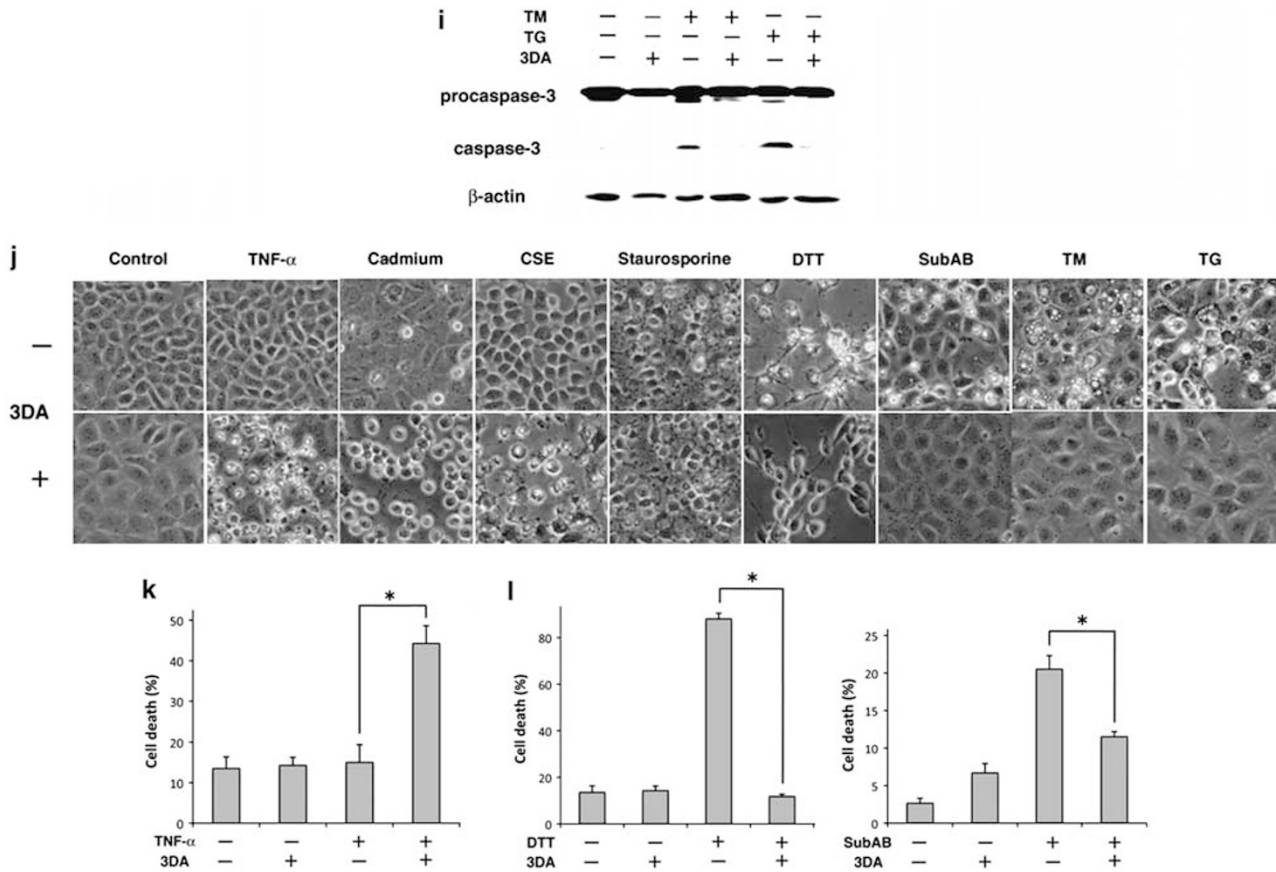 i
TM — — + + — —
TG — — — — + +
3DA — + — + — +
procaspase-3
caspase-3
β-actin
j
Control TNF-α Cadmium CSE Staurosporine DTT SubAB TM TG
—
3DA
+
k
*
50
40
30
20
10
0
Cell death (%)
TNF-α — — + +
3DA — + — +
l
*
80
60
40
20
0
Cell death (%)
DTT — — + +
3DA — + — +
*
25
20
15
10
5
0
Cell death (%)
SubAB — — + +
3DA — + — +